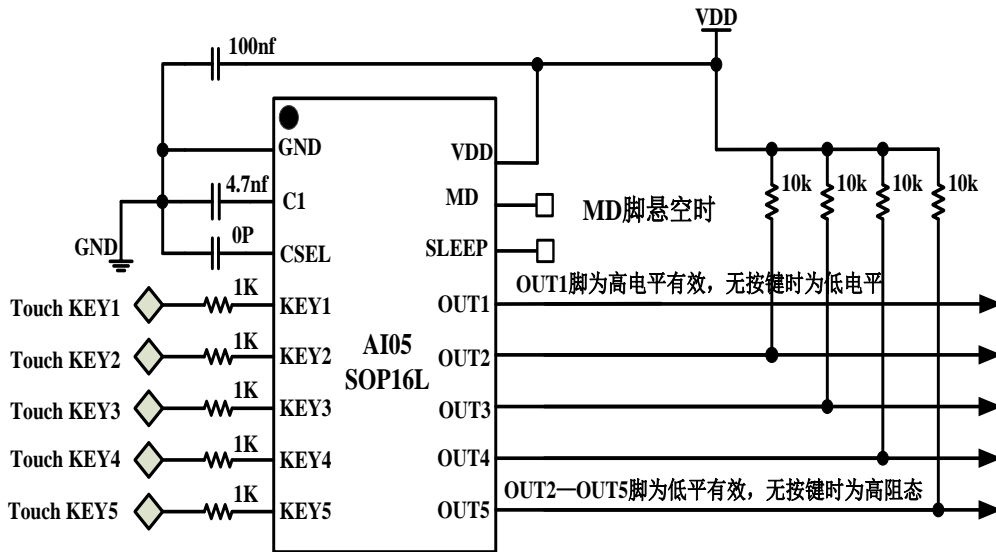 VDD
100nf
GND
VDD
4.7nf
C1
MD
MD脚悬空时
10k
10k
10k
10k
GND
0P
CSEL
SLEEP
OUT1脚为高电平有效，无按键时为低电平
Touch KEY1
1K
KEY1
OUT1
AI05
SOP16L
Touch KEY2
1K
KEY2
OUT2
Touch KEY3
1K
KEY3
OUT3
Touch KEY4
1K
KEY4
OUT4
OUT2—OUT5脚为低平有效，无按键时为高阻态
Touch KEY5
1K
KEY5
OUT5